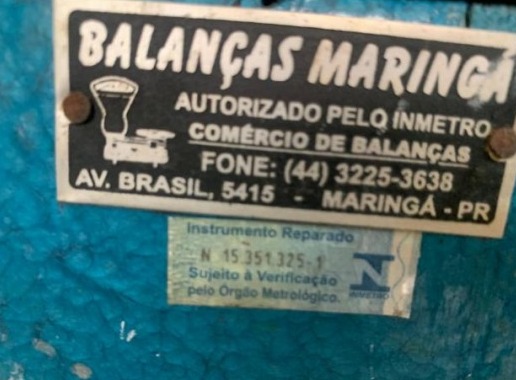 BALANÇAS MARINGÁ
AUTORIZADO PELO INMETRO
COMÉRCIO DE BALANÇAS
FONE: (44) 3225-3638
AV. BRASIL, 5415 - MARINGÁ - PR
Instrumento Reparado
N 15.351.325-1
Sujeito à Verificação
pelo Órgão Metrológico.
INMETRO